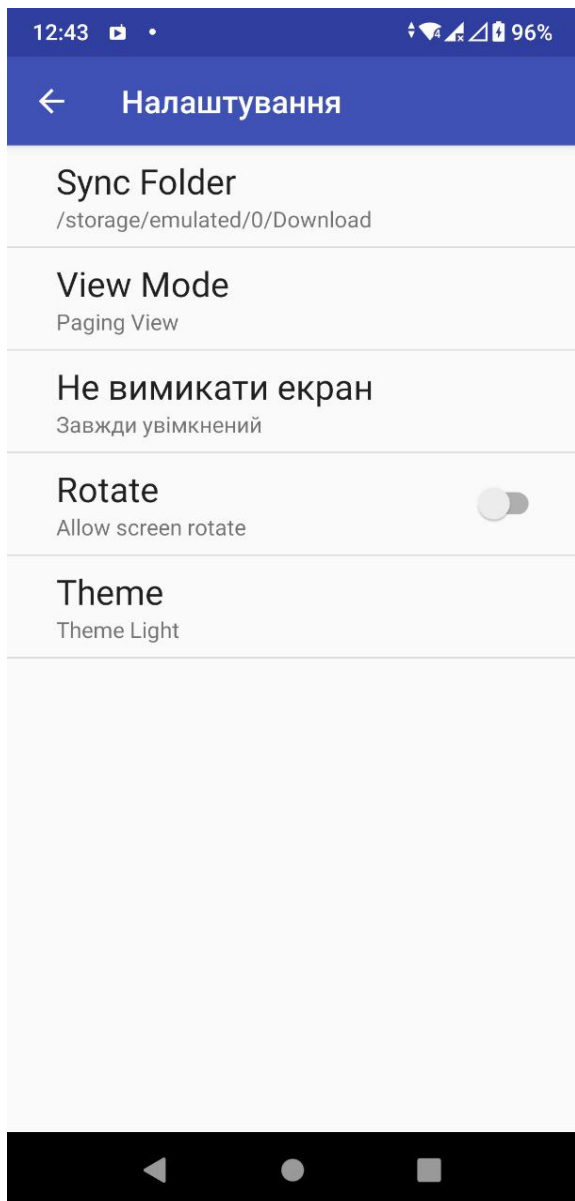 12:43 96%
Налаштування
Sync Folder
/storage/emulated/0/Download
View Mode
Paging View
Не вимикати екран
Завжди увімкнений
Rotate
Allow screen rotate
Theme
Theme Light